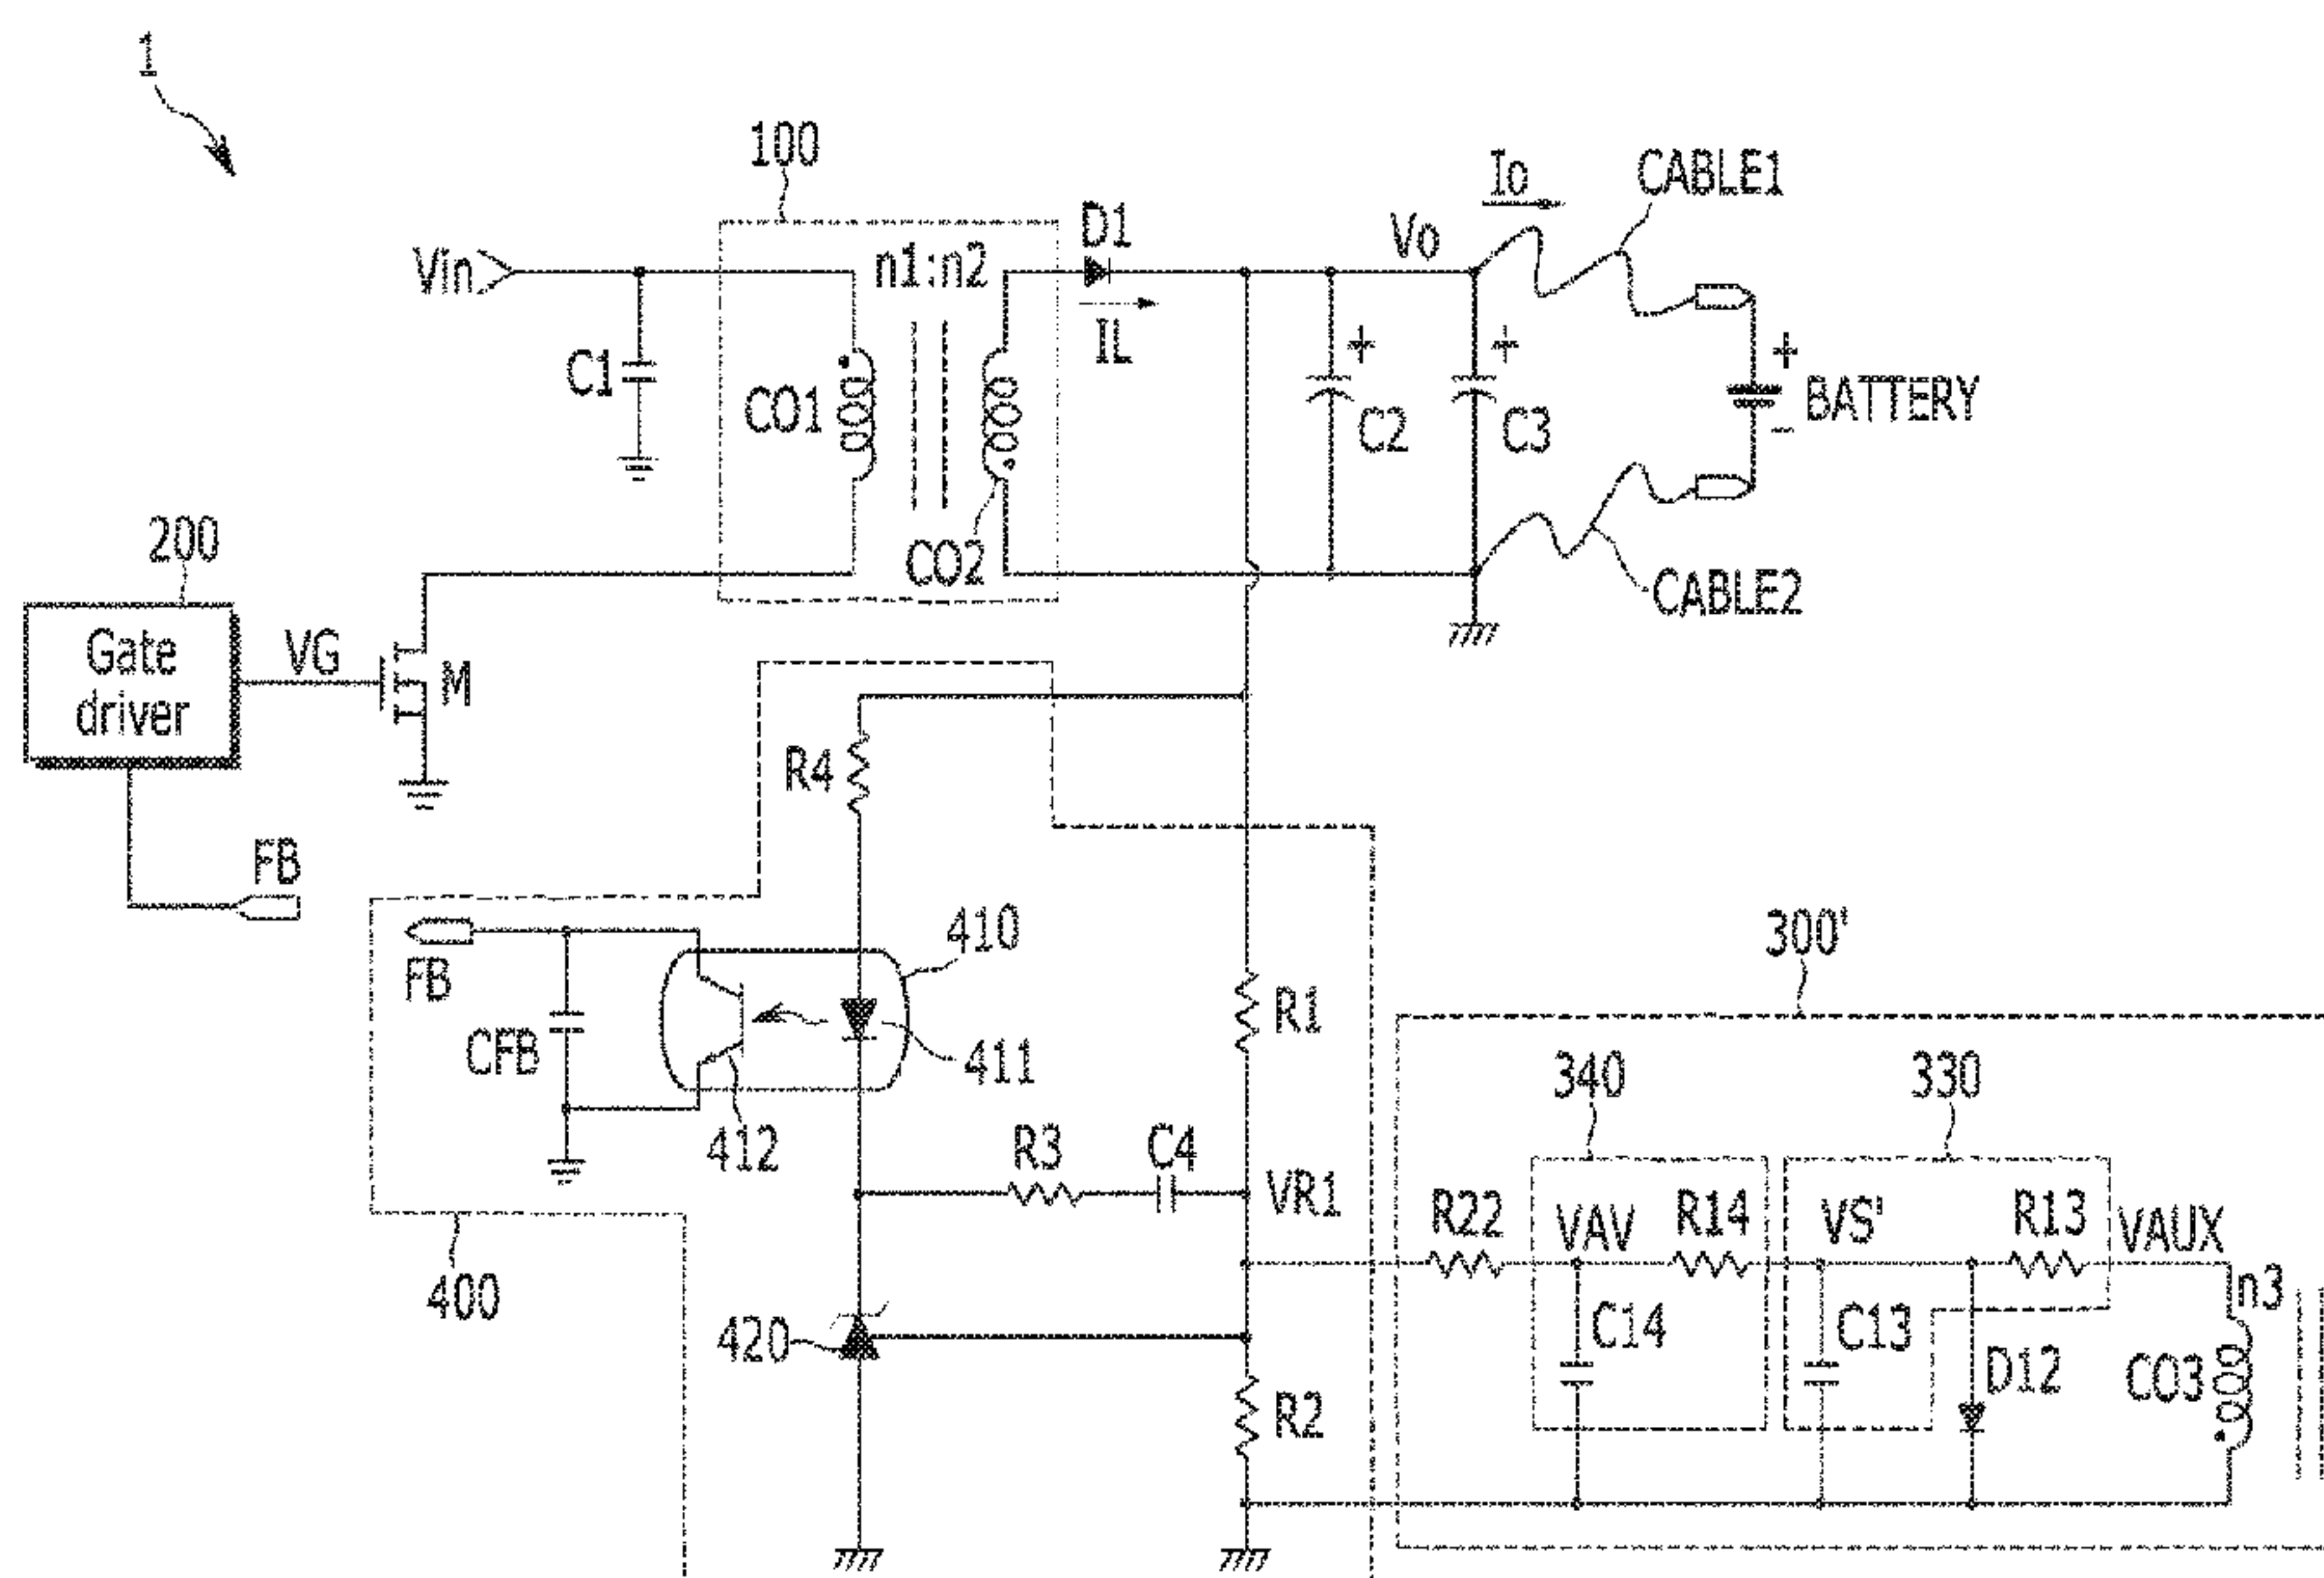 1
100
Io
CABLE1
Vin
n1:n2
D1
Vo
IL
C1
CO1
C2
C3
+
+
+
BATTERY
−
CO2
CABLE2
200
Gate
driver
VG
M
R4
FB
FB
410
300'
CFB
R1
411
412
340
330
R3
C4
VR1
R22
VAV
R14
VS'
R13
VAUX
400
n3
420
C14
C13
D12
CO3
R2